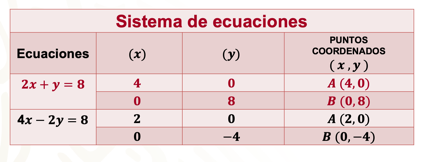 Sistema de ecuaciones
Ecuaciones (x) (y) PUNTOS COORDENADOS (x, y)
2x + y = 8 4 0 A (4, 0)
0 8 B (0, 8)
4x − 2y = 8 2 0 A (2, 0)
0 −4 B (0, −4)